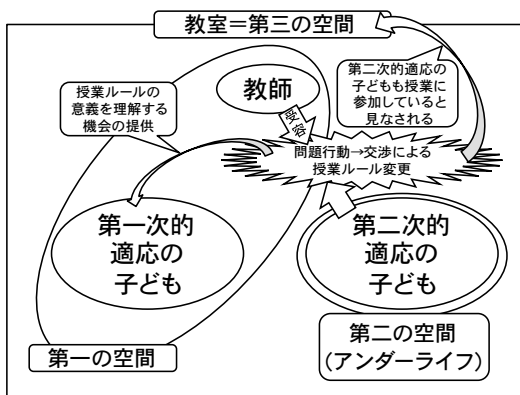 教室＝第三の空間
授業ルールの
意義を理解する
機会の提供
教師
受容
第二次的適応の
子どもも授業に
参加していると
見なされる
問題行動→交渉による
授業ルール変更
第一次的
適応の
子ども
第二次的
適応の
子ども
第一の空間
第二の空間
(アンダーライフ)